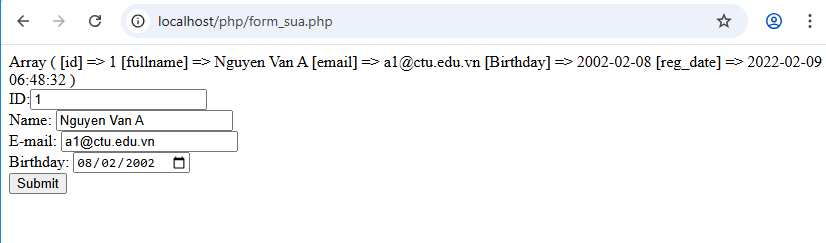 localhost/php/form_sua.php
Array ( [id] => 1 [fullname] => Nguyen Van A [email] => a1@ctu.edu.vn [Birthday] => 2002-02-08 [reg_date] => 2022-02-09
06:48:32 )
ID: 1
Name: Nguyen Van A
E-mail: a1@ctu.edu.vn
Birthday: 08/02/2002
Submit